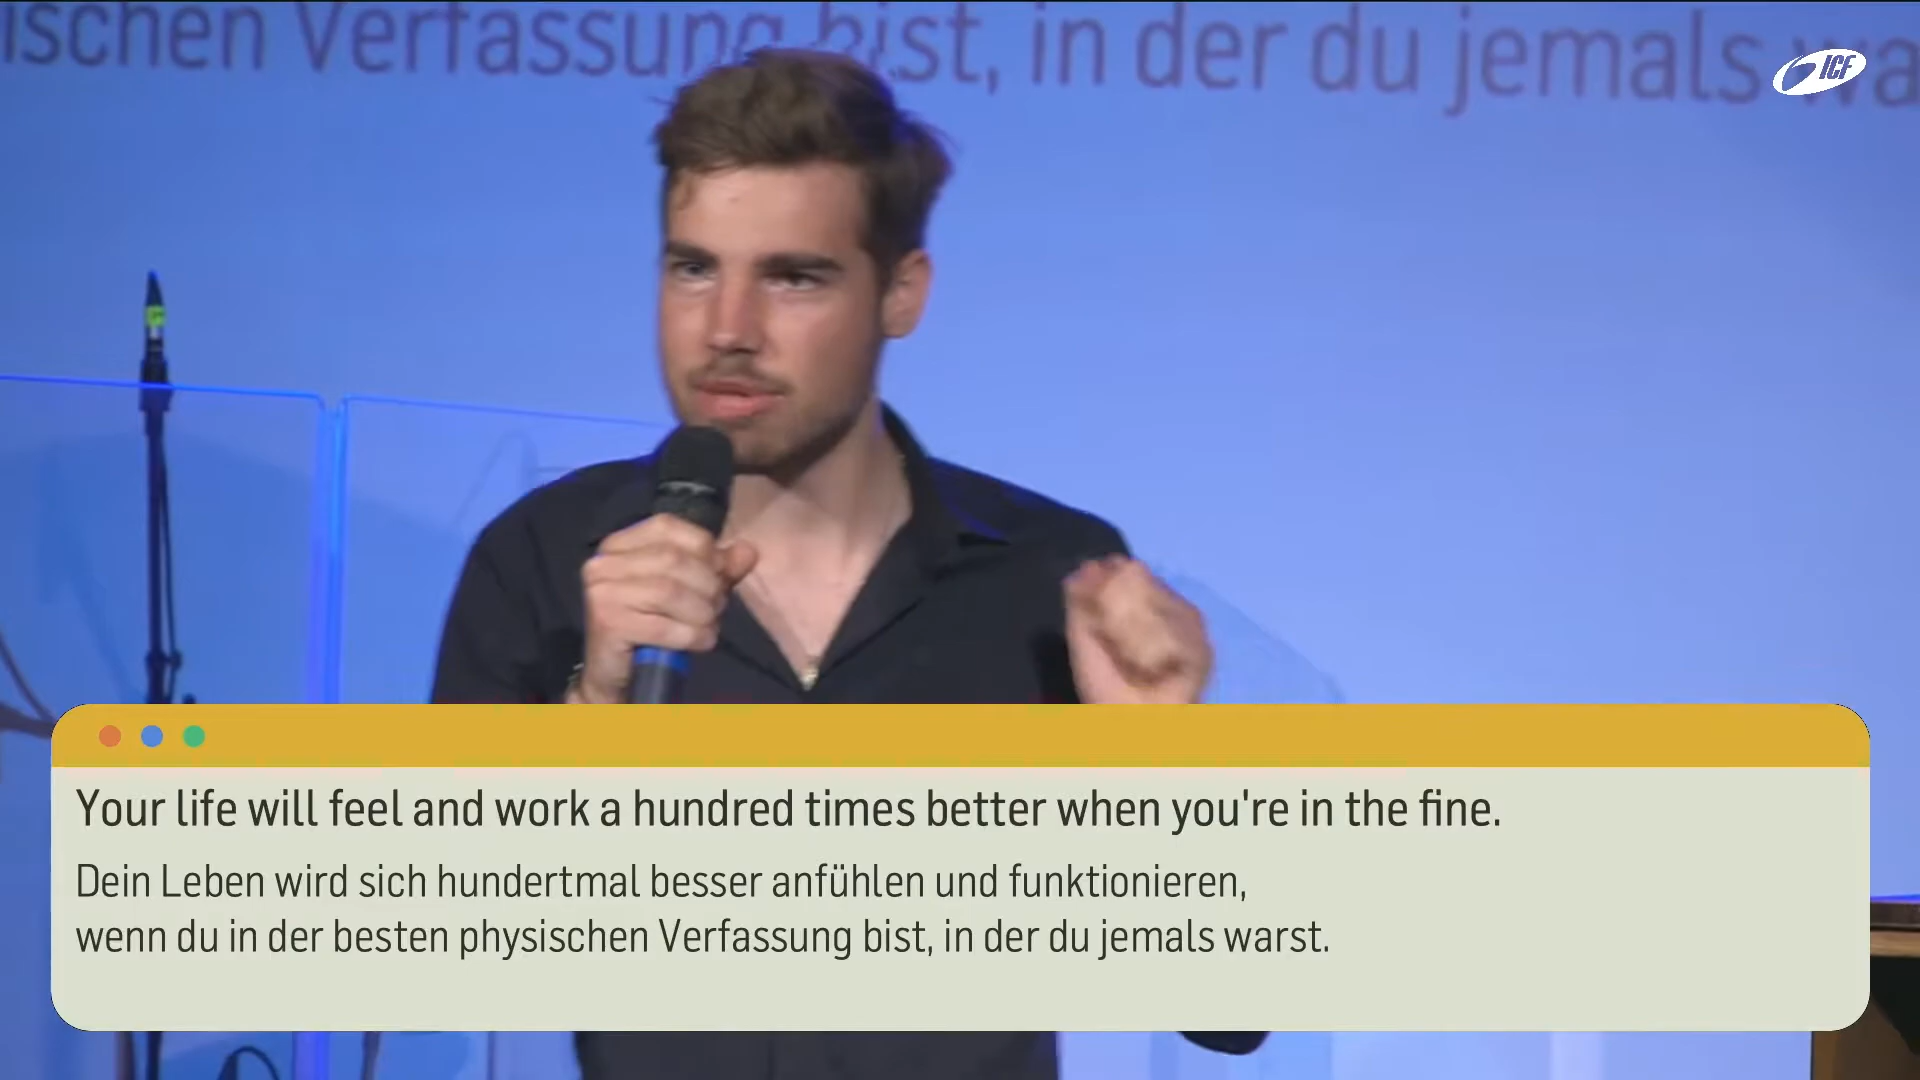 ischen Verfassung bist, in der du jemals wa
ICF
Your life will feel and work a hundred times better when you're in the fine.
Dein Leben wird sich hundertmal besser anfühlen und funktionieren,
wenn du in der besten physischen Verfassung bist, in der du jemals warst.